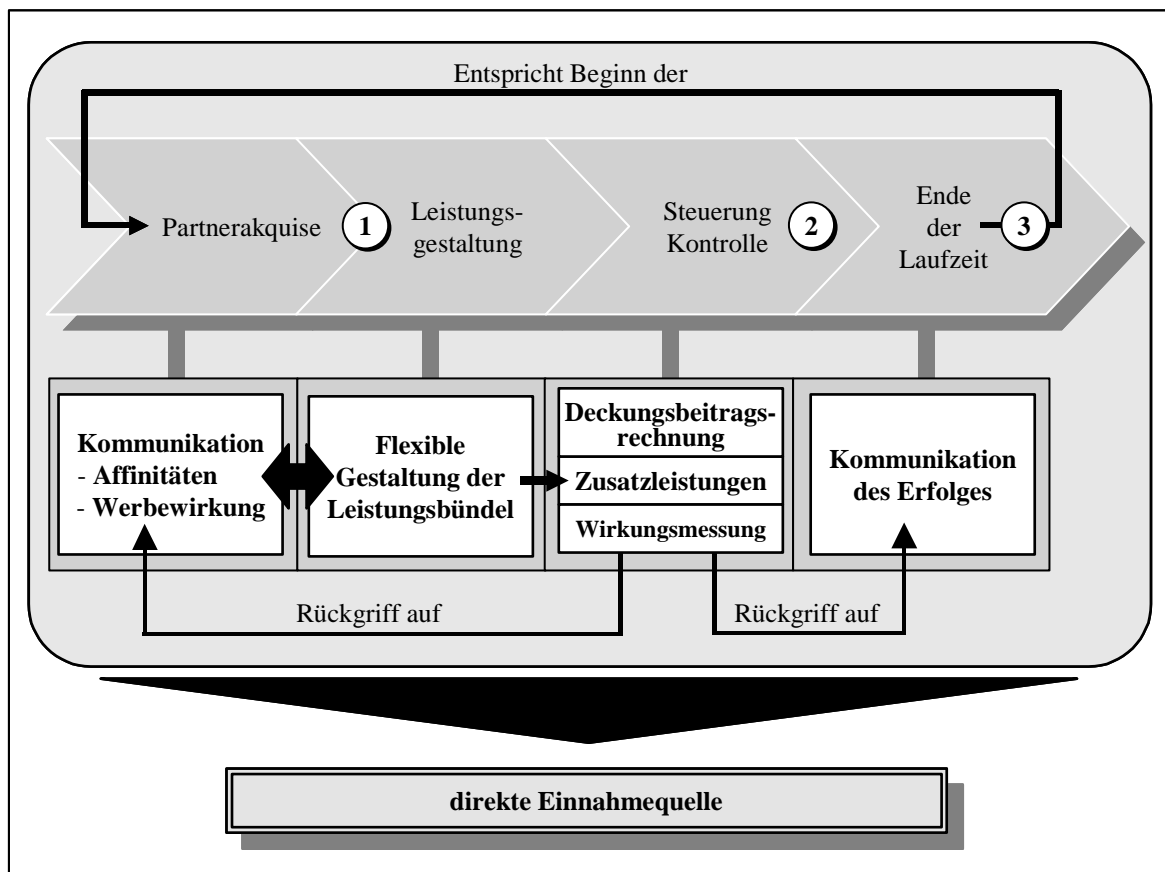 Entspricht Beginn der
Partnerakquise
1
Leistungs-
gestaltung
Steuerung
Kontrolle
2
Ende
der
Laufzeit
3
Kommunikation
- Affinitäten
- Werbewirkung
Flexible
Gestaltung der
Leistungsbündel
Deckungsbeitrags-
rechnung
Zusatzleistungen
Wirkungsmessung
Kommunikation
des Erfolges
Rückgriff auf
Rückgriff auf
direkte Einnahmequelle